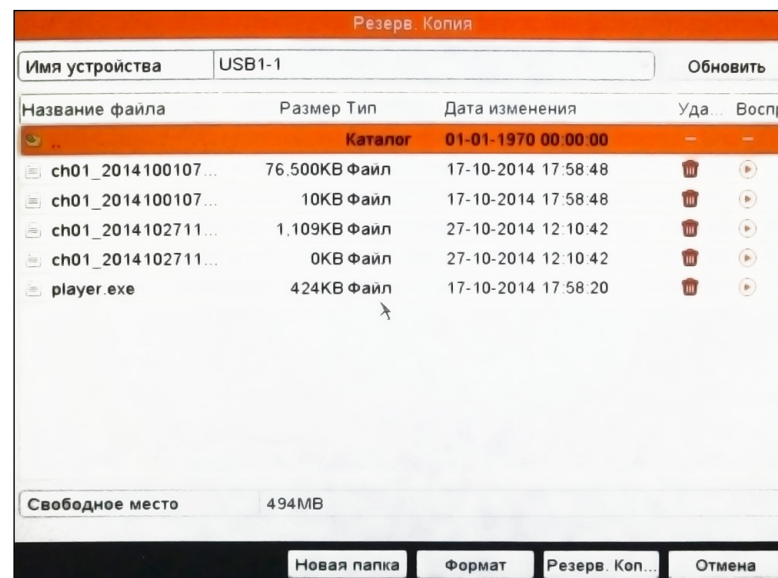 Резерв. Копия
Имя устройства USB1-1 Обновить
Название файла Размер Тип Дата изменения Уда... Воспр
.. Каталог 01-01-1970 00:00:00 — —
ch01_2014100107... 76,500KB Файл 17-10-2014 17:58:48
ch01_2014100107... 10KB Файл 17-10-2014 17:58:48
ch01_2014102711... 1,109KB Файл 27-10-2014 12:10:42
ch01_2014102711... 0KB Файл 27-10-2014 12:10:42
player.exe 424KB Файл 17-10-2014 17:58:20
Свободное место 494MB
Новая папка Формат Резерв. Коп... Отмена